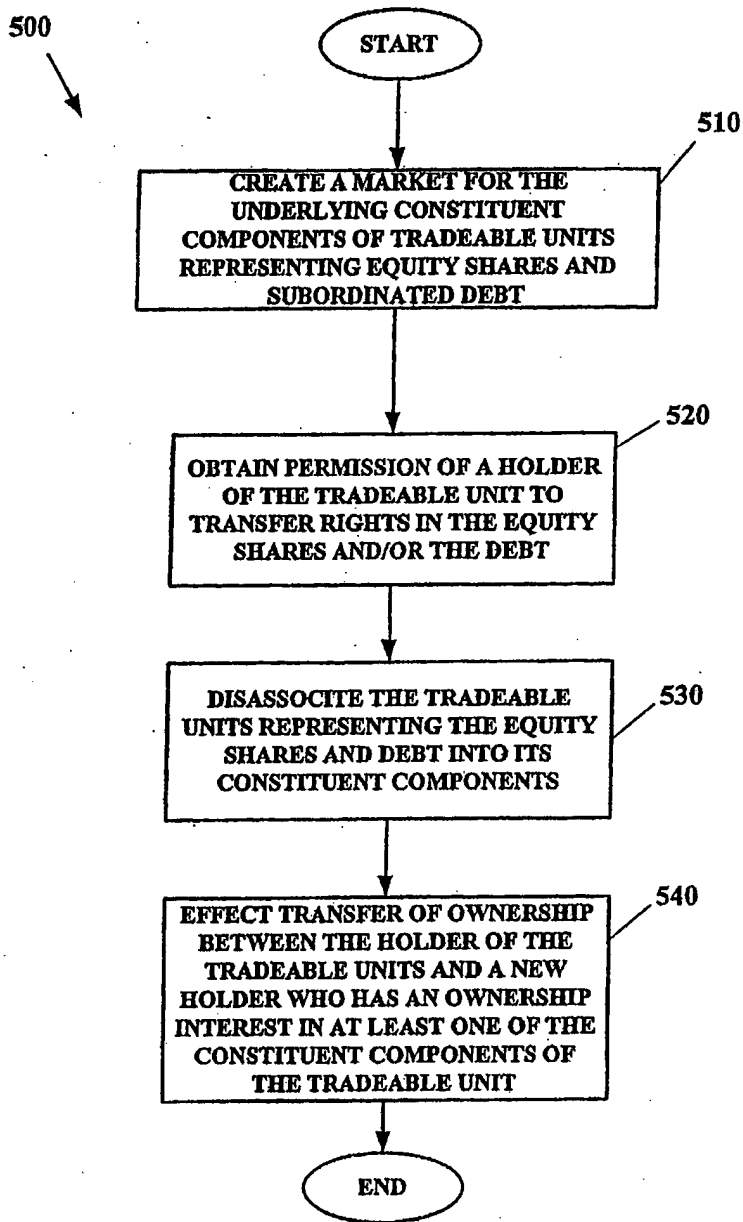 500
START
510
CREATE A MARKET FOR THE
UNDERLYING CONSTITUENT
COMPONENTS OF TRADEABLE UNITS
REPRESENTING EQUITY SHARES AND
SUBORDINATED DEBT
520
OBTAIN PERMISSION OF A HOLDER
OF THE TRADEABLE UNIT TO
TRANSFER RIGHTS IN THE EQUITY
SHARES AND/OR THE DEBT
530
DISASSOCITE THE TRADEABLE
UNITS REPRESENTING THE EQUITY
SHARES AND DEBT INTO ITS
CONSTITUENT COMPONENTS
540
EFFECT TRANSFER OF OWNERSHIP
BETWEEN THE HOLDER OF THE
TRADEABLE UNITS AND A NEW
HOLDER WHO HAS AN OWNERSHIP
INTEREST IN AT LEAST ONE OF THE
CONSTITUENT COMPONENTS OF
THE TRADEABLE UNIT
END